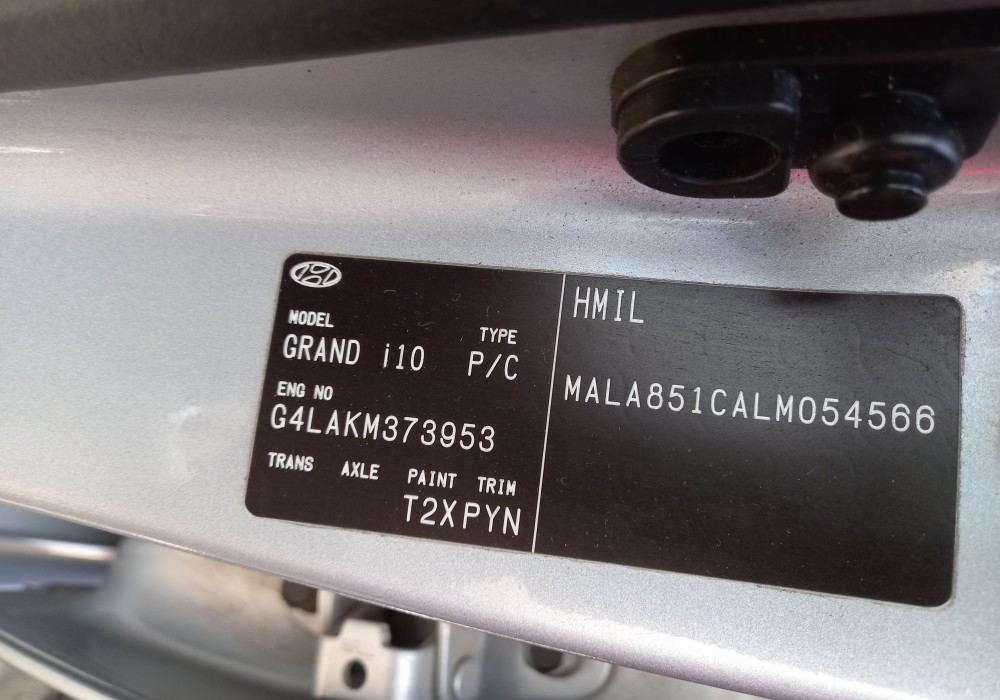 MODEL TYPE
GRAND i10 P/C
ENG NO
G4LAKM373953
TRANS AXLE PAINT TRIM
T2XPYN
HMIL
MALA851CALM054566